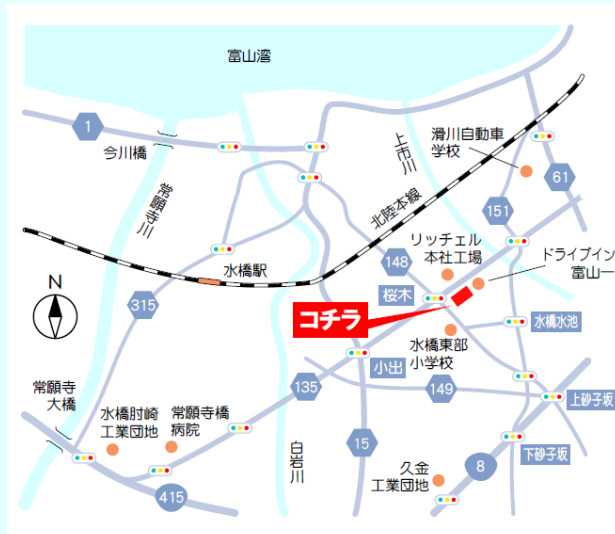 富山湾
1
今川橋
常願寺川
上市川
滑川自動車
学校
61
151
北陸本線
水橋駅
148
リッチェル
本社工場
ドライブイン
富山一
N
315
桜木
コチラ
水橋水池
水橋東部
小学校
小出
常願寺
大橋
135
149
上砂子坂
水橋肘崎
工業団地
常願寺橋
病院
白岩川
15
下砂子坂
久金
工業団地
8
415